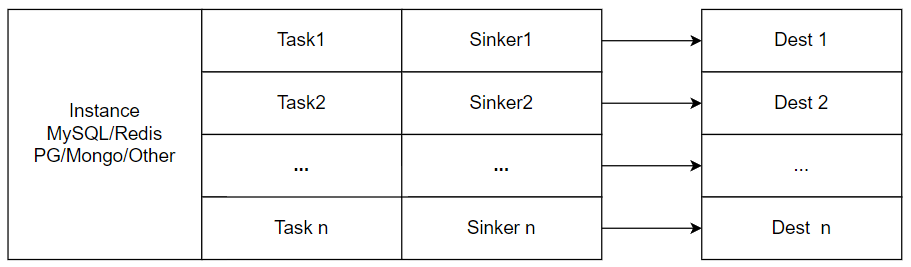 Instance
MySQL/Redis
PG/Mongo/Other
Task1
Sinker1
Dest 1
Task2
Sinker2
Dest 2
...
...
...
Task n
Sinker n
Dest n